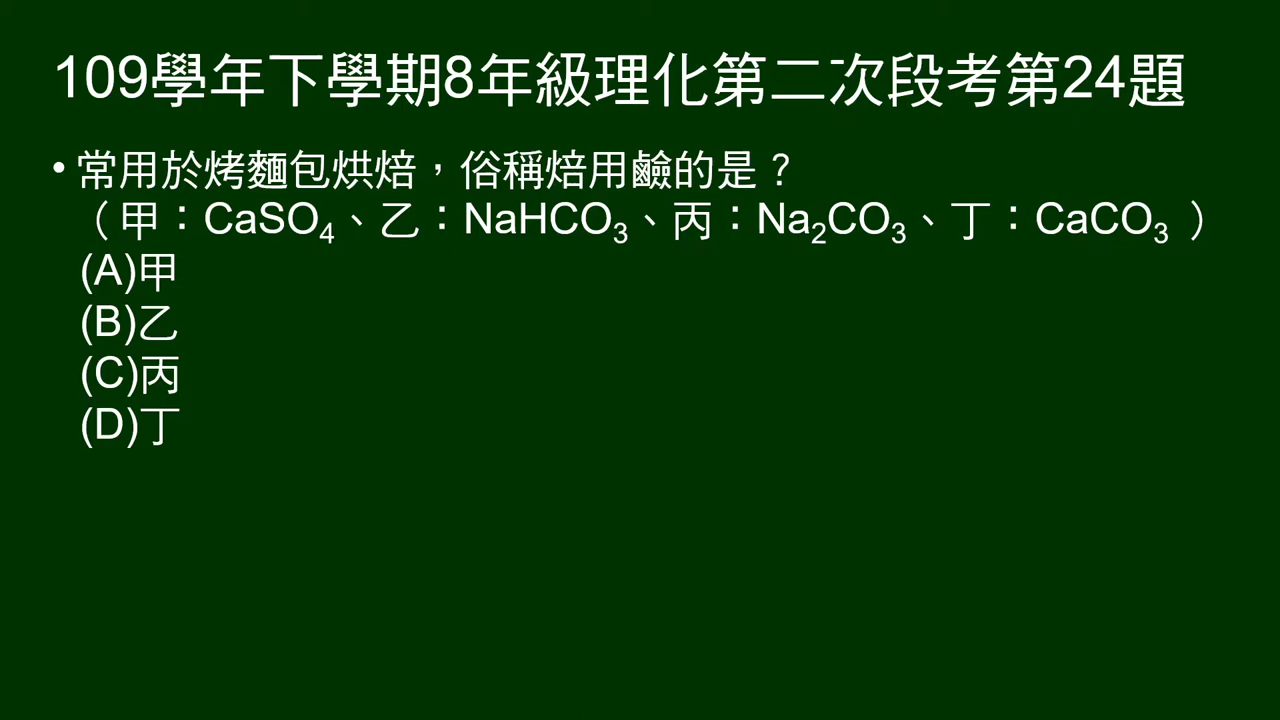 109學年下學期8年級理化第二次段考第24題
•常用於烤麵包烘焙，俗稱焙用鹼的是？
（甲：CaSO₄、乙：NaHCO₃、丙：Na₂CO₃、丁：CaCO₃ ）
(A)甲
(B)乙
(C)丙
(D)丁